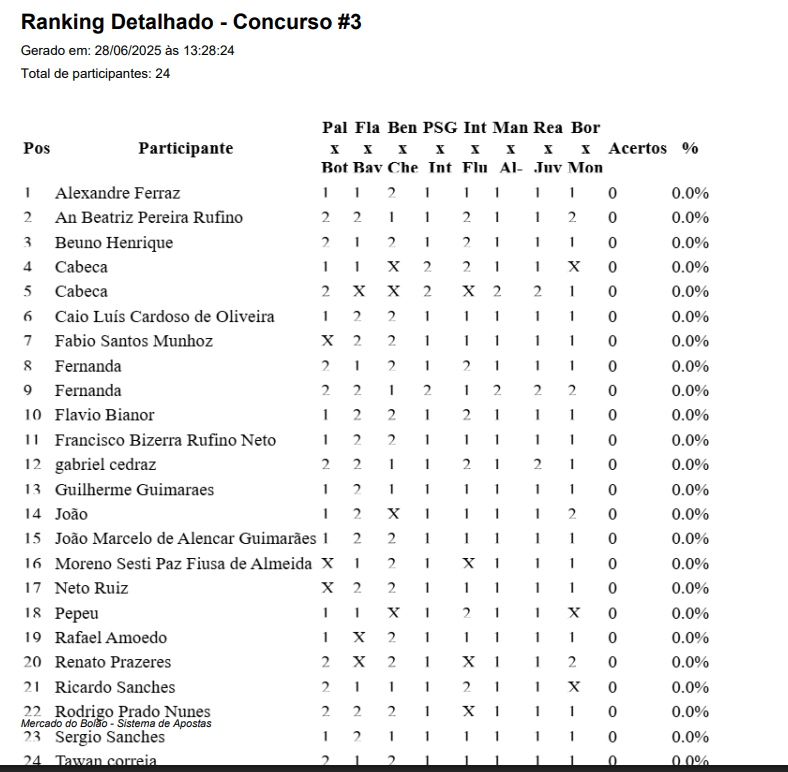 Ranking Detalhado - Concurso #3
Gerado em: 28/06/2025 às 13:28:24
Total de participantes: 24
Pal Fla Ben PSG Int Man Rea Bor
Pos Participante x x x x x x x x Acertos %
Bot Bav Che Int Flu Al- Juv Mon
1 Alexandre Ferraz 1 1 2 1 1 1 1 1 0 0.0%
2 An Beatriz Pereira Rufino 2 2 1 1 2 1 1 2 0 0.0%
3 Beuno Henrique 2 1 2 1 2 1 1 1 0 0.0%
4 Cabeca 1 1 X 2 2 1 1 X 0 0.0%
5 Cabeca 2 X X 2 X 2 2 1 0 0.0%
6 Caio Luís Cardoso de Oliveira 1 2 2 1 1 1 1 1 0 0.0%
7 Fabio Santos Munhoz X 2 2 1 1 1 1 1 0 0.0%
8 Fernanda 2 1 2 1 2 1 1 1 0 0.0%
9 Fernanda 2 2 1 2 1 2 2 2 0 0.0%
10 Flavio Bianor 1 2 2 1 2 1 1 1 0 0.0%
11 Francisco Bizerra Rufino Neto 1 2 2 1 1 1 1 1 0 0.0%
12 gabriel cedraz 2 2 1 1 2 1 2 1 0 0.0%
13 Guilherme Guimaraes 1 2 1 1 1 1 1 1 0 0.0%
14 João 1 2 X 1 1 1 1 2 0 0.0%
15 João Marcelo de Alencar Guimarães 1 2 2 1 1 1 1 1 0 0.0%
16 Moreno Sesti Paz Fiusa de Almeida X 1 2 1 X 1 1 1 0 0.0%
17 Neto Ruiz X 2 2 1 1 1 1 1 0 0.0%
18 Pepeu 1 1 X 1 2 1 1 X 0 0.0%
19 Rafael Amoedo 1 X 2 1 1 1 1 1 0 0.0%
20 Renato Prazeres 2 X 2 1 X 1 1 2 0 0.0%
21 Ricardo Sanches 2 1 1 1 2 1 1 X 0 0.0%
22 Rodrigo Prado Nunes 2 2 2 1 X 1 1 1 0 0.0%
Mercado do Bolão - Sistema de Apostas
23 Sergio Sanches 1 2 1 1 1 1 1 1 0 0.0%
24 Tawan correia 2 1 2 1 1 1 1 1 0 0.0%